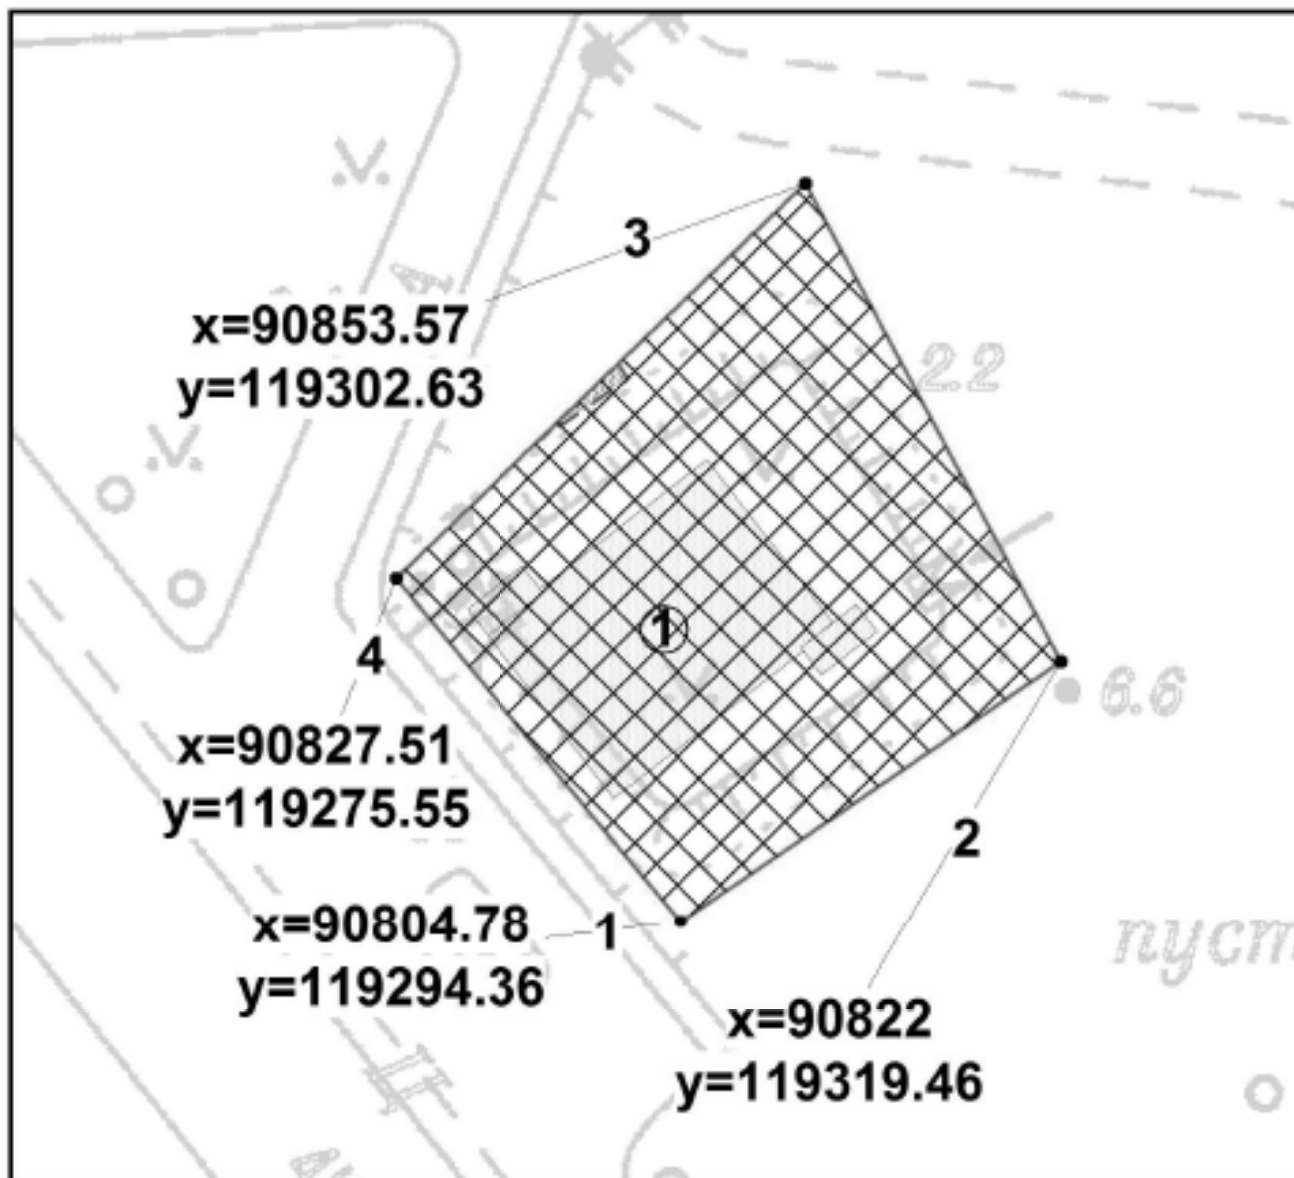 3
x=90853.57
y=119302.63
2.2
1
4
6.6
x=90827.51
y=119275.55
2
x=90804.78
1
y=119294.36
пуст
x=90822
y=119319.46